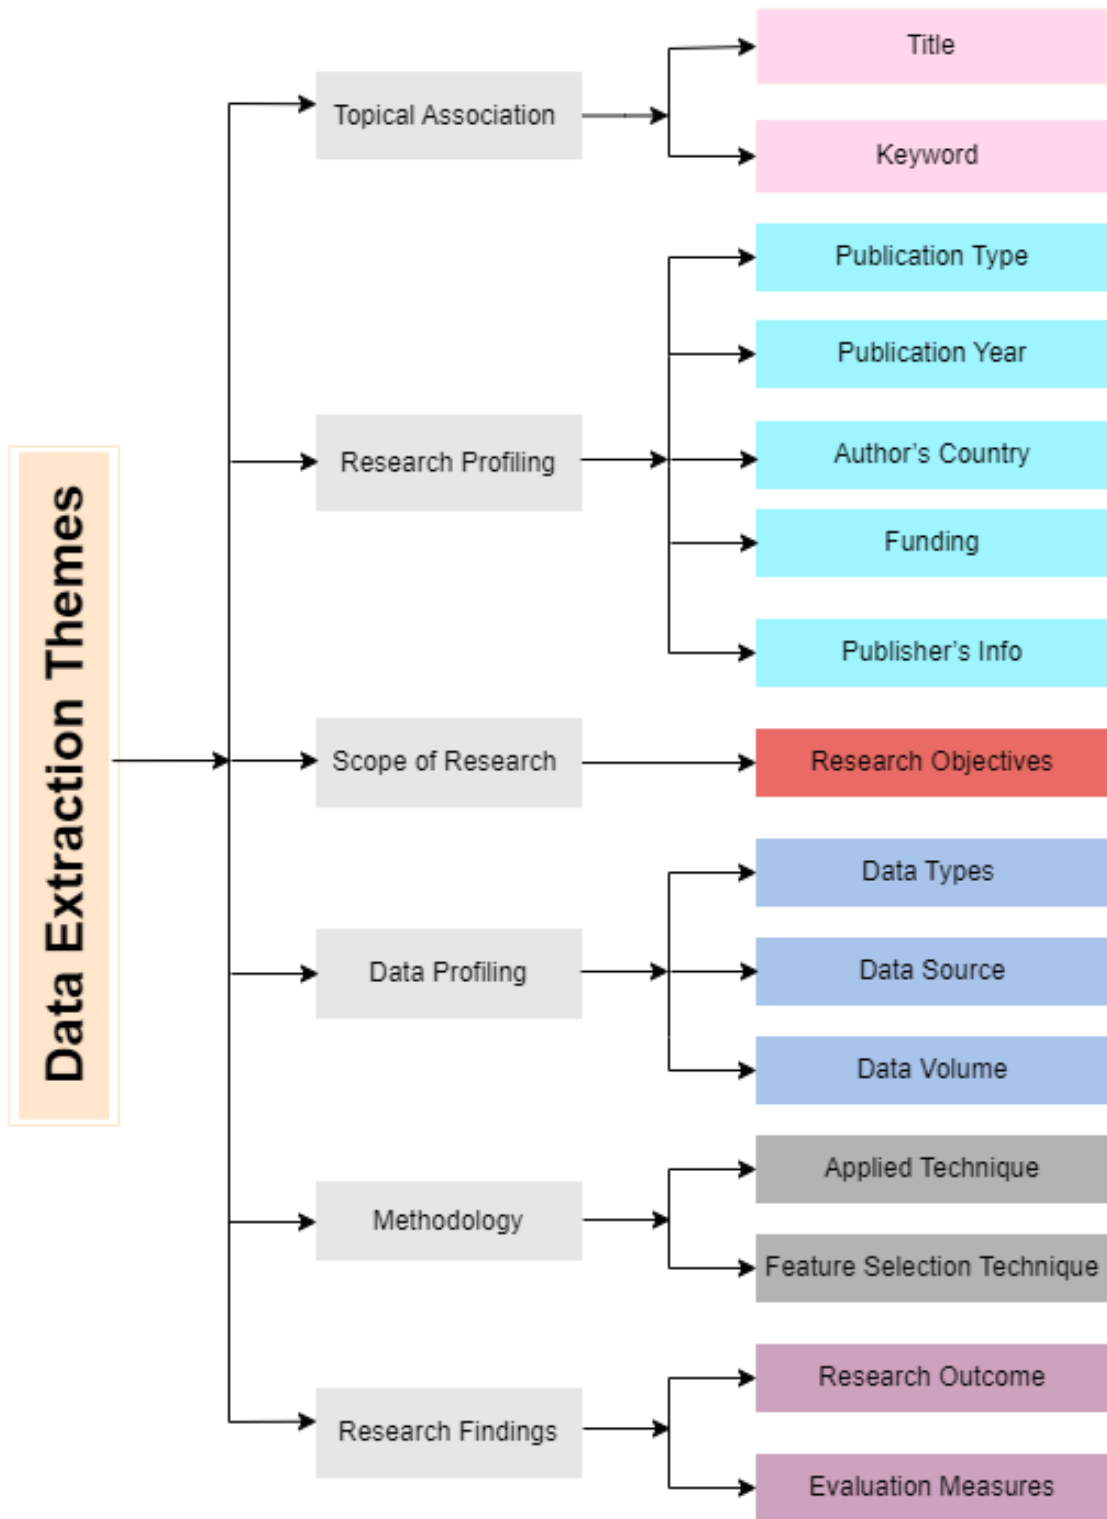 Data Extraction Themes
Topical Association
Title
Keyword
Research Profiling
Publication Type
Publication Year
Author's Country
Funding
Publisher's Info
Scope of Research
Research Objectives
Data Profiling
Data Types
Data Source
Data Volume
Methodology
Applied Technique
Feature Selection Technique
Research Findings
Research Outcome
Evaluation Measures